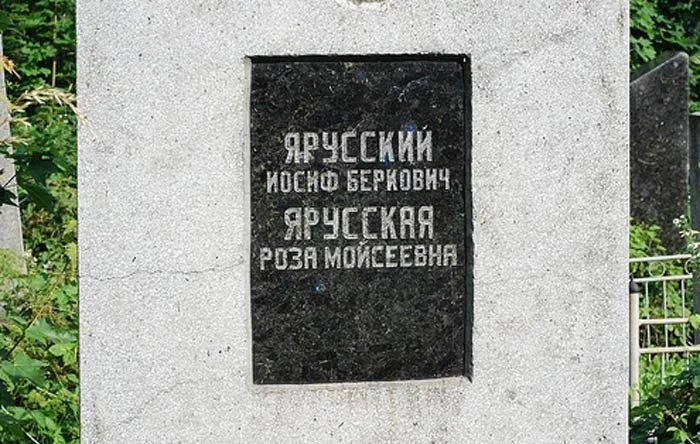 ЯРУССКИЙ
ИОСИФ БЕРКОВИЧ
ЯРУССКАЯ
РОЗА МОЙСЕЕВНА